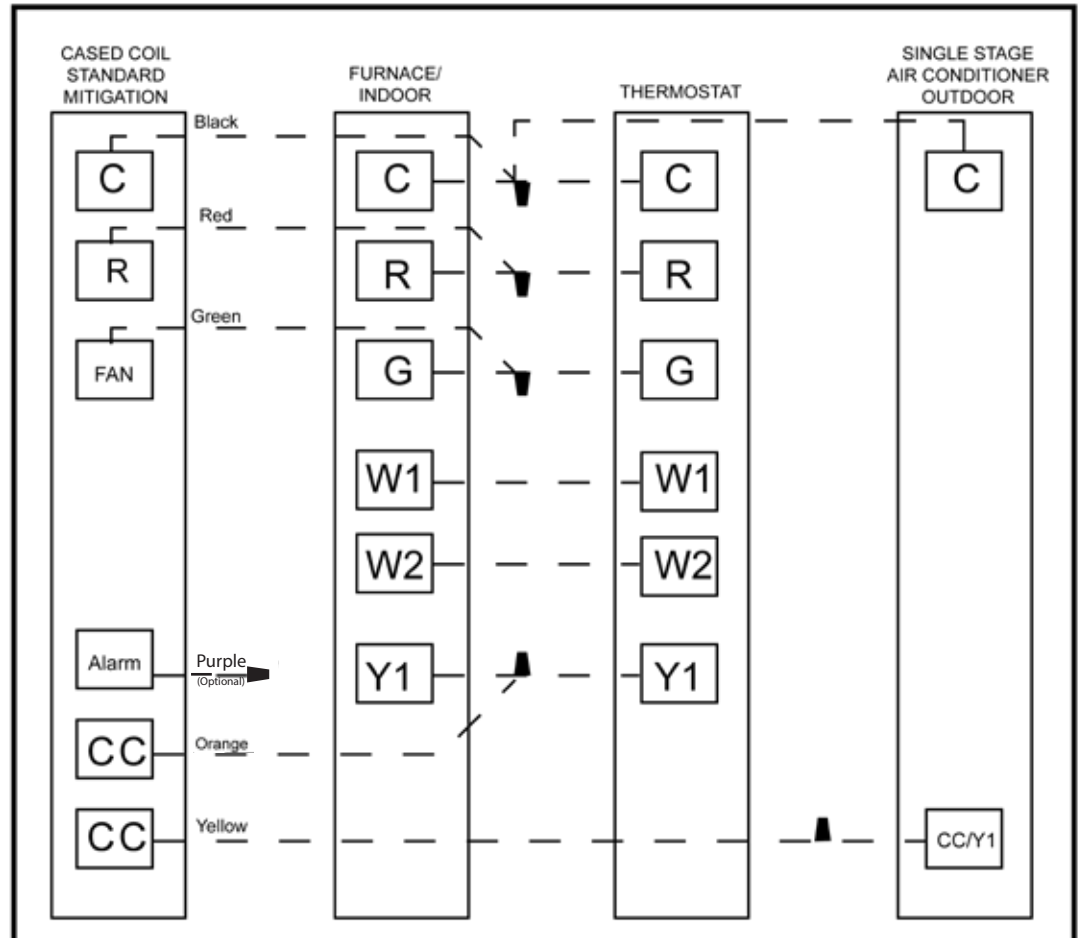 CASED COIL
STANDARD
MITIGATION
FURNACE/
INDOOR
THERMOSTAT
SINGLE STAGE
AIR CONDITIONER
OUTDOOR
Black
C
C
C
C
Red
R
R
R
Green
FAN
G
G
W1
W1
W2
W2
Alarm
Purple
(Optional)
Y1
Y1
CC
Orange
CC
Yellow
CC/Y1